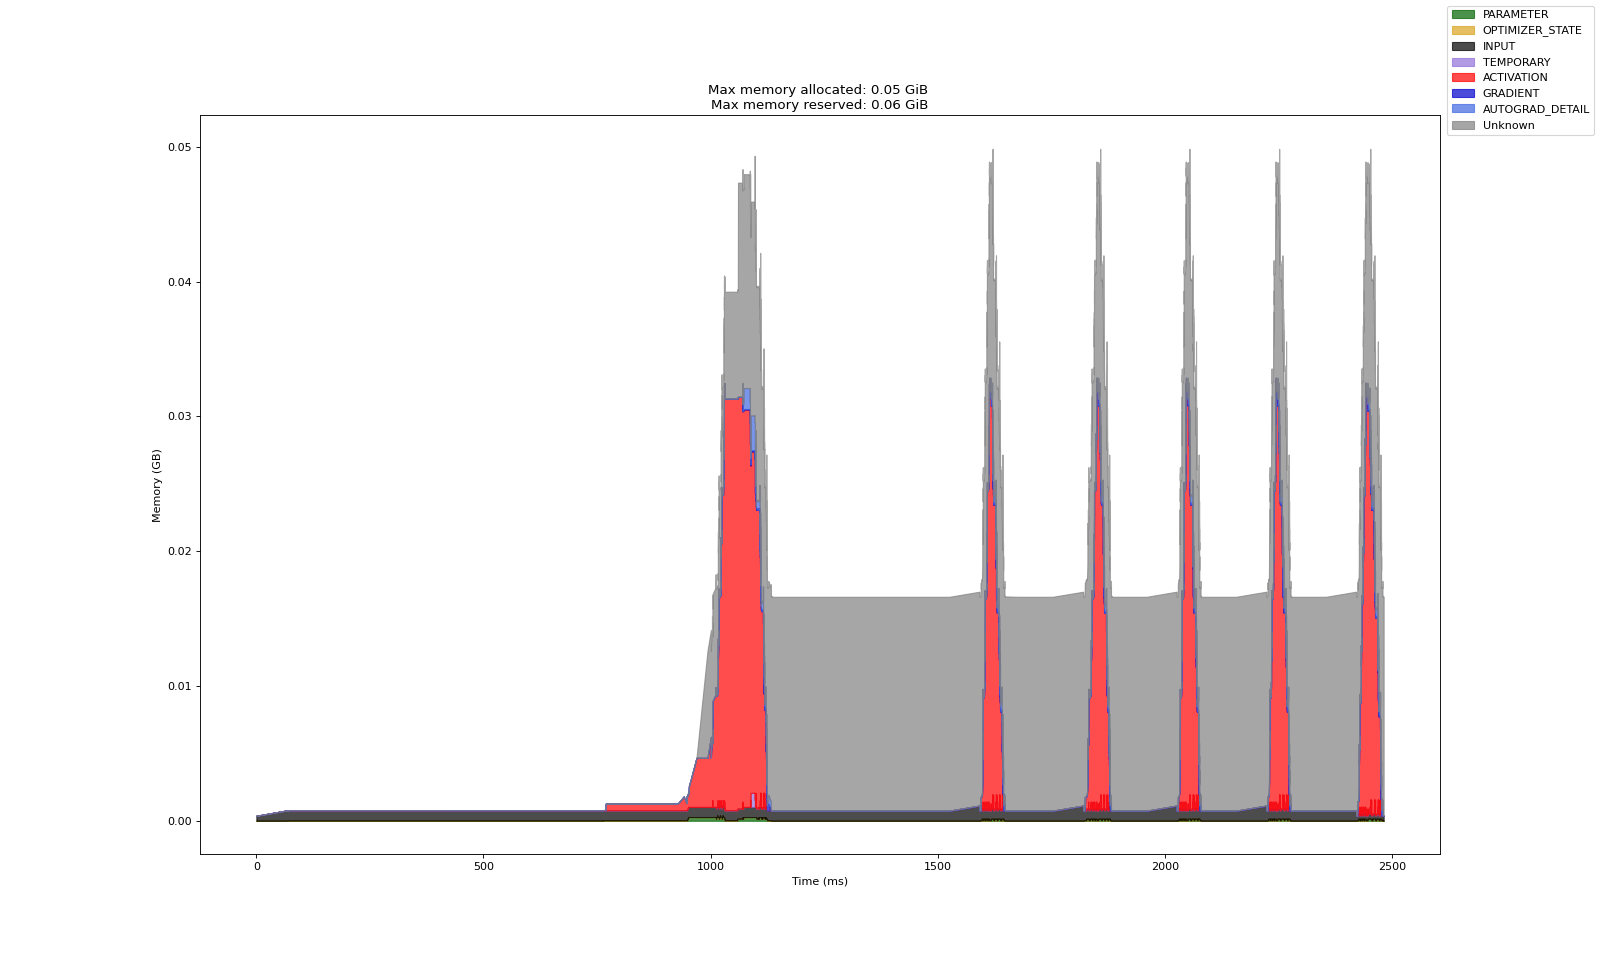 PARAMETER
OPTIMIZER_STATE
INPUT
TEMPORARY
ACTIVATION
GRADIENT
AUTOGRAD_DETAIL
Unknown
Max memory allocated: 0.05 GiB
Max memory reserved: 0.06 GiB
0.05
0.04
0.03
0.02
0.01
0.00
Memory (GB)
0 500 1000 1500 2000 2500
Time (ms)